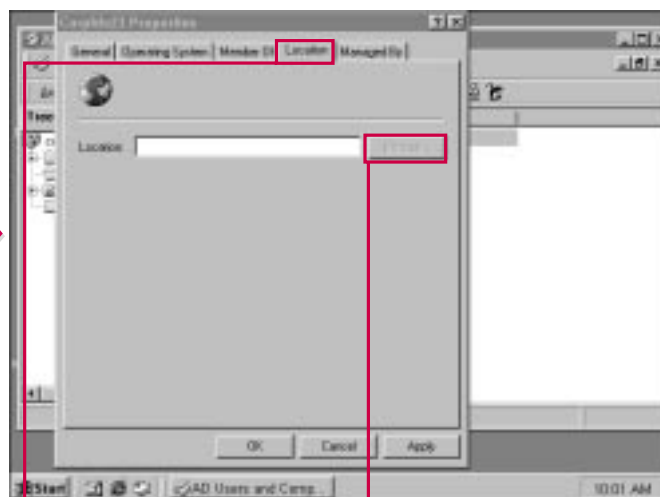 Properties
General Operating System Member Of Location Managed By
Tree
Location:
OK Cancel Apply
Start AD Users and Comp... 10:01 AM